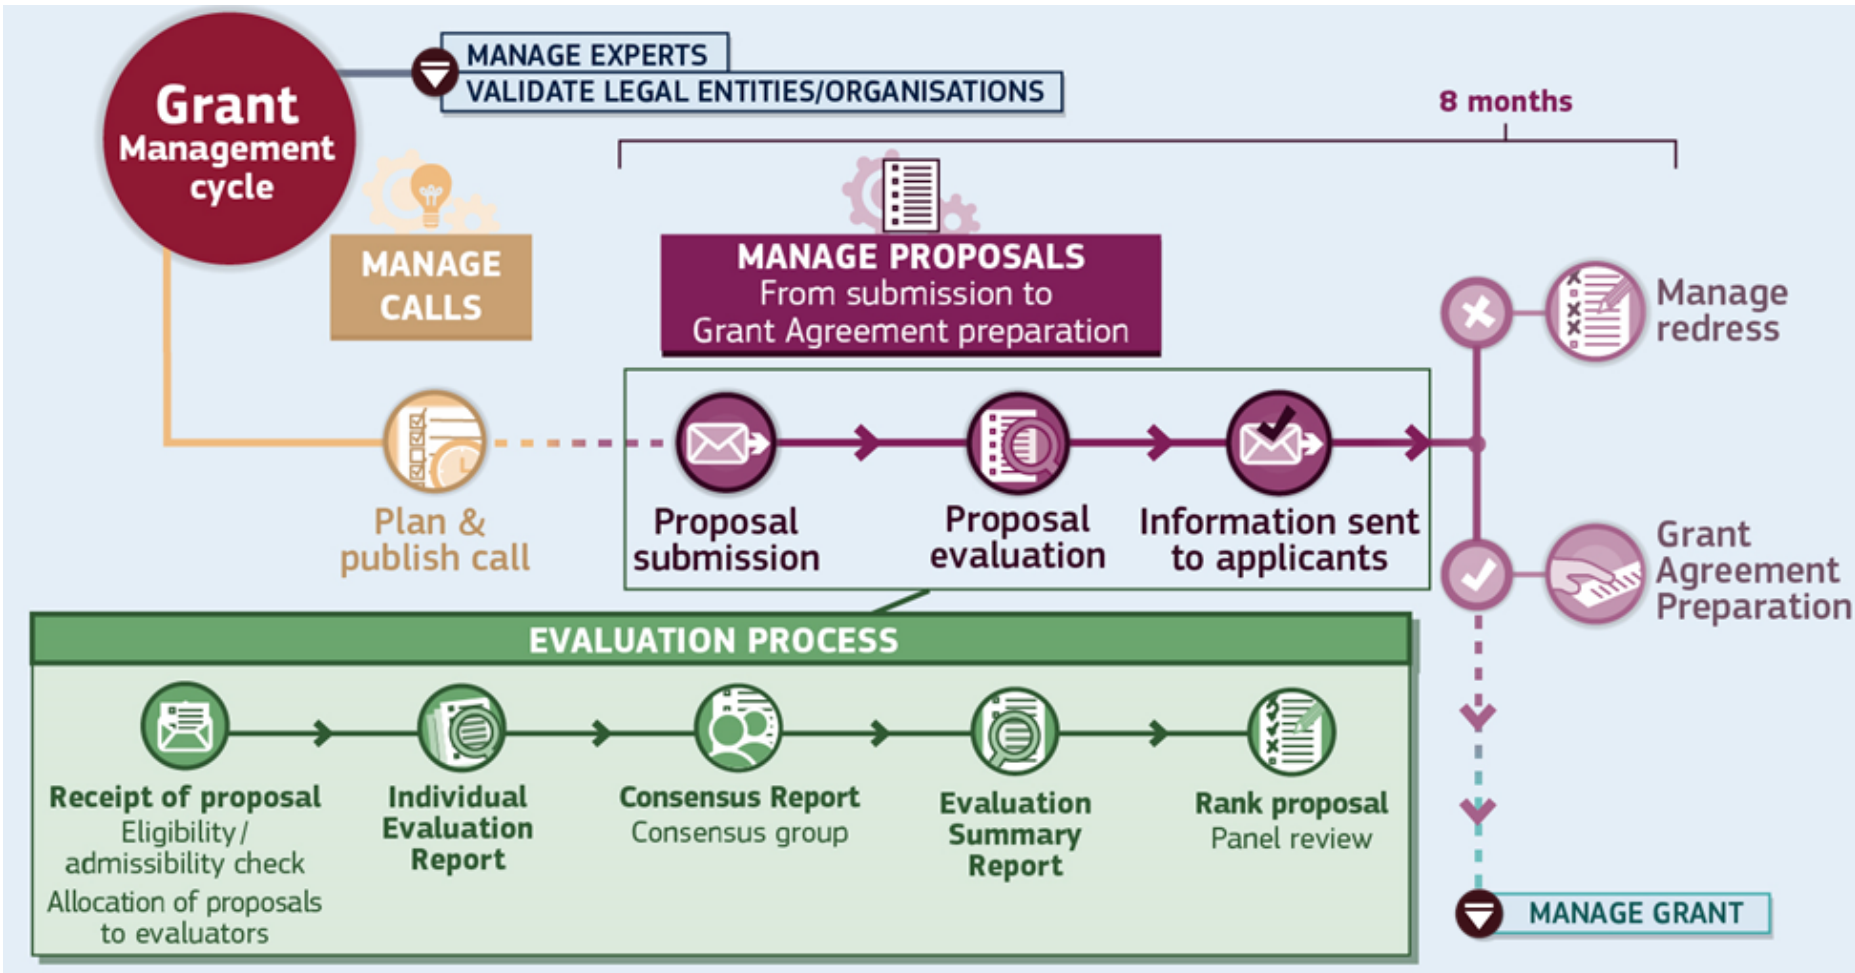 Grant
Management
cycle
MANAGE EXPERTS
VALIDATE LEGAL ENTITIES/ORGANISATIONS
8 months
MANAGE
CALLS
MANAGE PROPOSALS
From submission to
Grant Agreement preparation
Manage
redress
Plan &
publish call
Proposal
submission
Proposal
evaluation
Information sent
to applicants
Grant
Agreement
Preparation
EVALUATION PROCESS
Receipt of proposal
Eligibility/
admissibility check
Allocation of proposals
to evaluators
Individual
Evaluation
Report
Consensus Report
Consensus group
Evaluation
Summary
Report
Rank proposal
Panel review
MANAGE GRANT